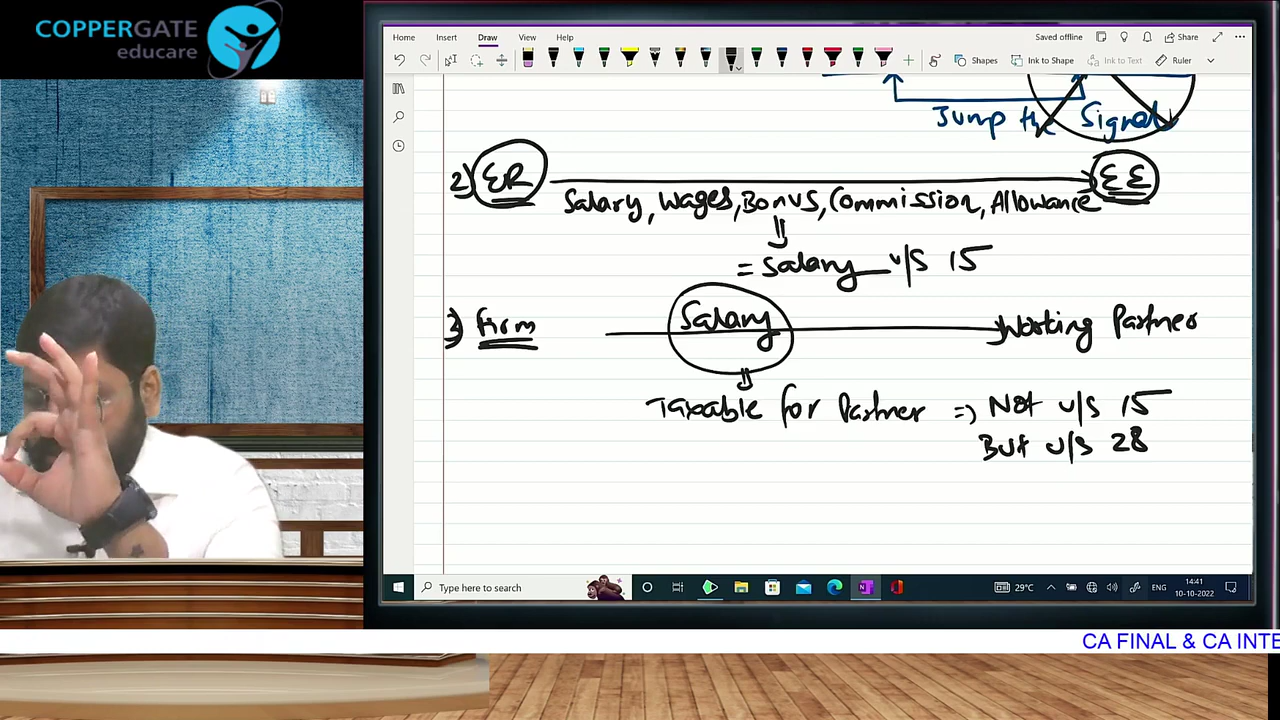 COPPERGATE
educare
Home Insert Draw View Help
Saved offline
Share
Shapes
Ink to Shape
Ink to Text
Ruler
Jump the Signal
2) ER
EE
Salary, Wages, Bonus, Commission, Allowance
= Salary u/s 15
3) Firm
Salary
Working Partner
Taxable for Partner => Not u/s 15
But u/s 28
Type here to search
29°C
ENG
14:41
10-10-2022
CA FINAL & CA INTE